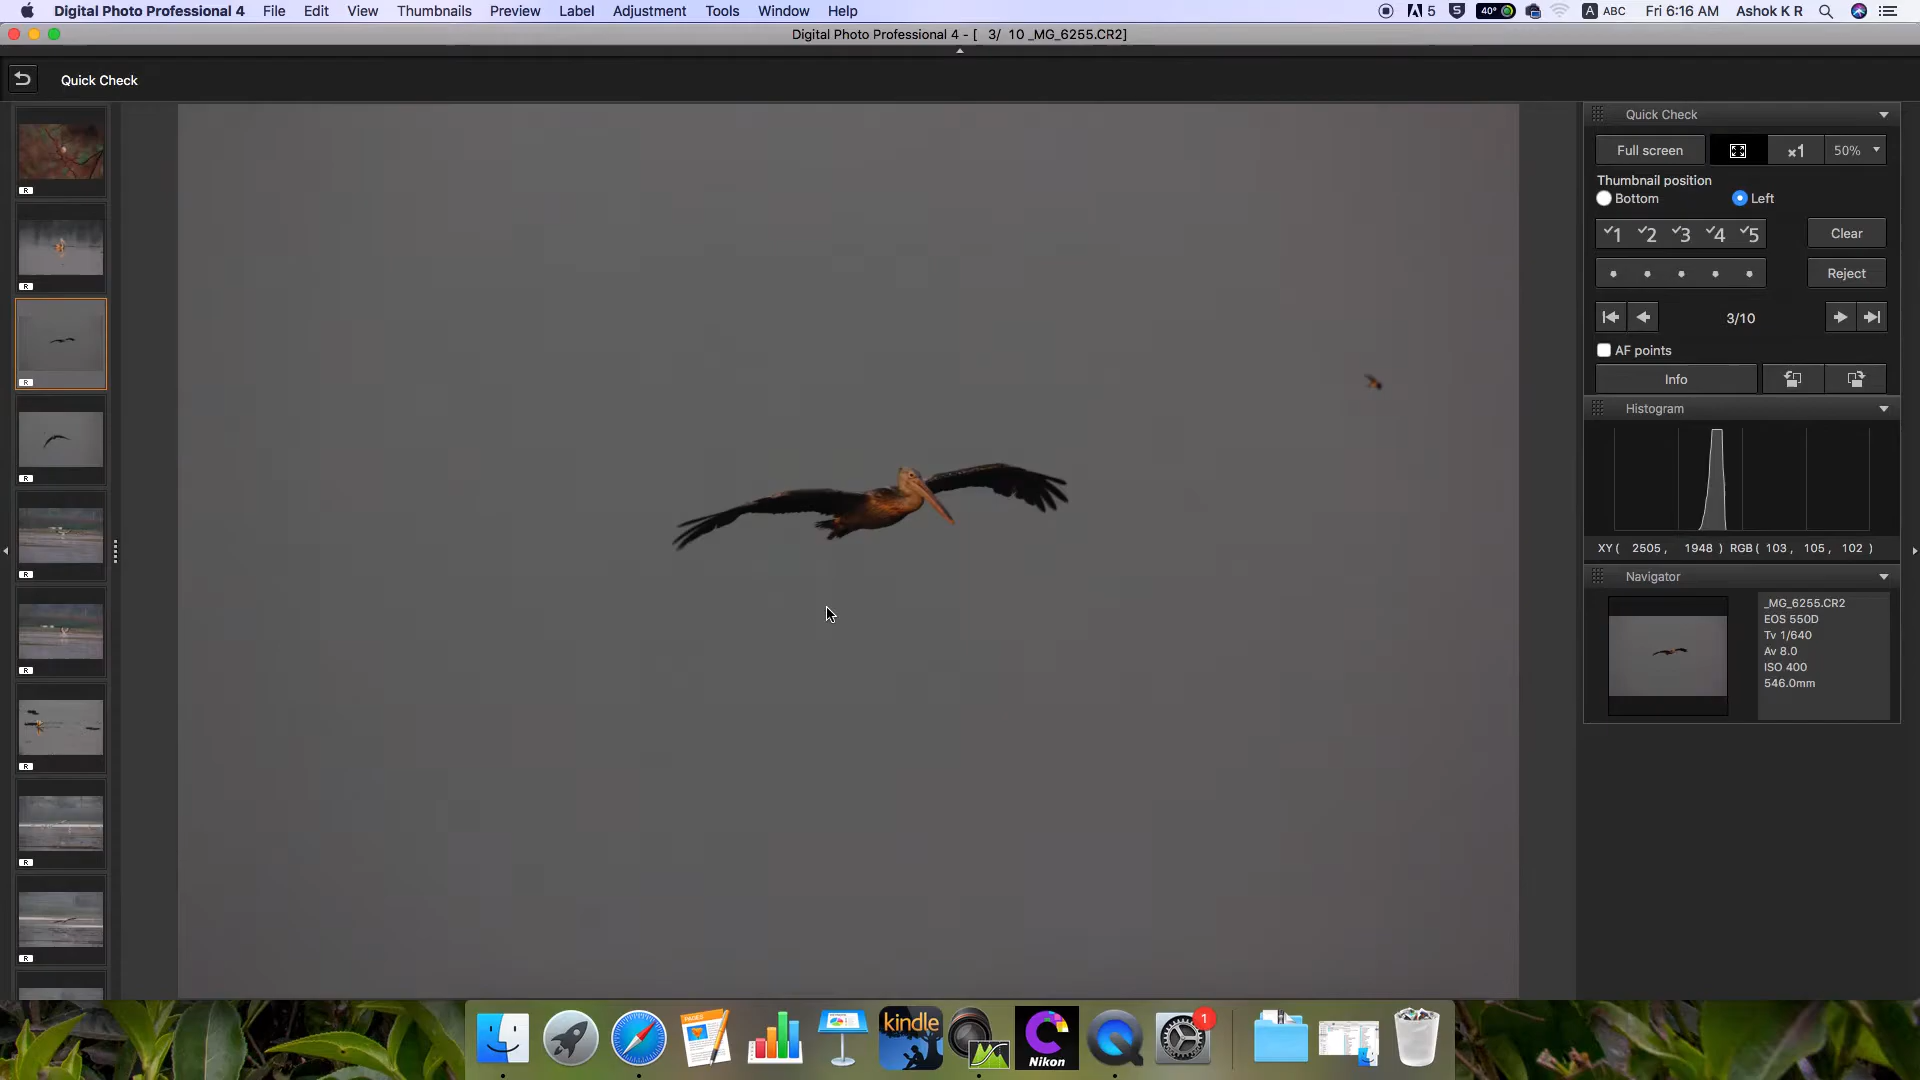 Digital Photo Professional 4 File Edit View Thumbnails Preview Label Adjustment Tools Window Help 5 40° A ABC Fri 6:16 AM Ashok K R
Digital Photo Professional 4 - [ 3/ 10 _MG_6255.CR2]
Quick Check
R
R
R
R
R
R
R
R
R
Quick Check
Full screen x1 50%
Thumbnail position
Bottom Left
1 2 3 4 5 Clear
Reject
3/10
AF points
Info
Histogram
XY( 2505 , 1948 ) RGB( 103 , 105 , 102 )
Navigator
_MG_6255.CR2
EOS 550D
Tv 1/640
Av 8.0
ISO 400
546.0mm
PAGES
kindle
Nikon
1